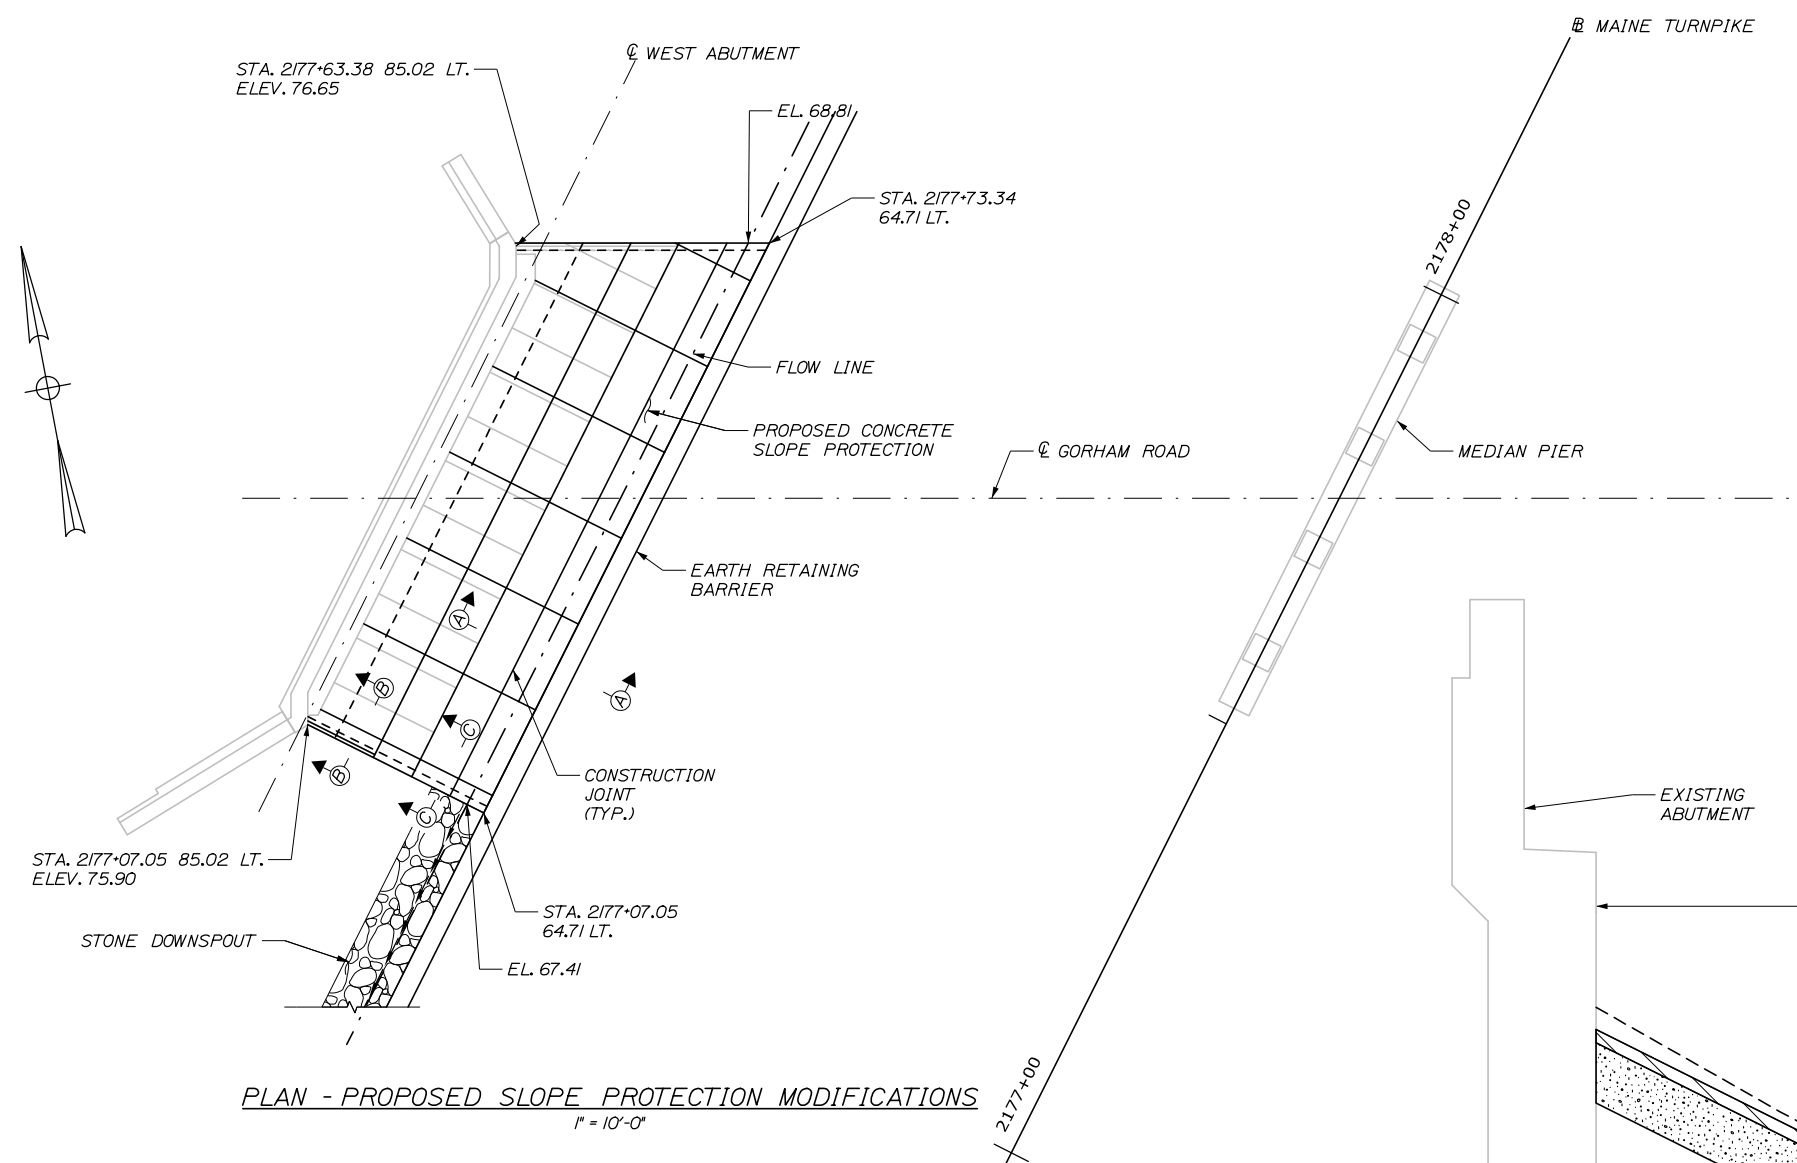 ℄ MAINE TURNPIKE
℄ WEST ABUTMENT
STA. 2177+63.38 85.02 LT.
ELEV. 76.65
EL. 68.81
STA. 2177+73.34
64.71 LT.
2178+00
FLOW LINE
PROPOSED CONCRETE
SLOPE PROTECTION
℄ GORHAM ROAD
MEDIAN PIER
EARTH RETAINING
BARRIER
A
A
B
B
C
C
CONSTRUCTION
JOINT
(TYP.)
EXISTING
ABUTMENT
STA. 2177+07.05 85.02 LT.
ELEV. 75.90
STA. 2177+07.05
64.71 LT.
STONE DOWNSPOUT
EL. 67.41
2177+00
PLAN - PROPOSED SLOPE PROTECTION MODIFICATIONS
1" = 10'-0"